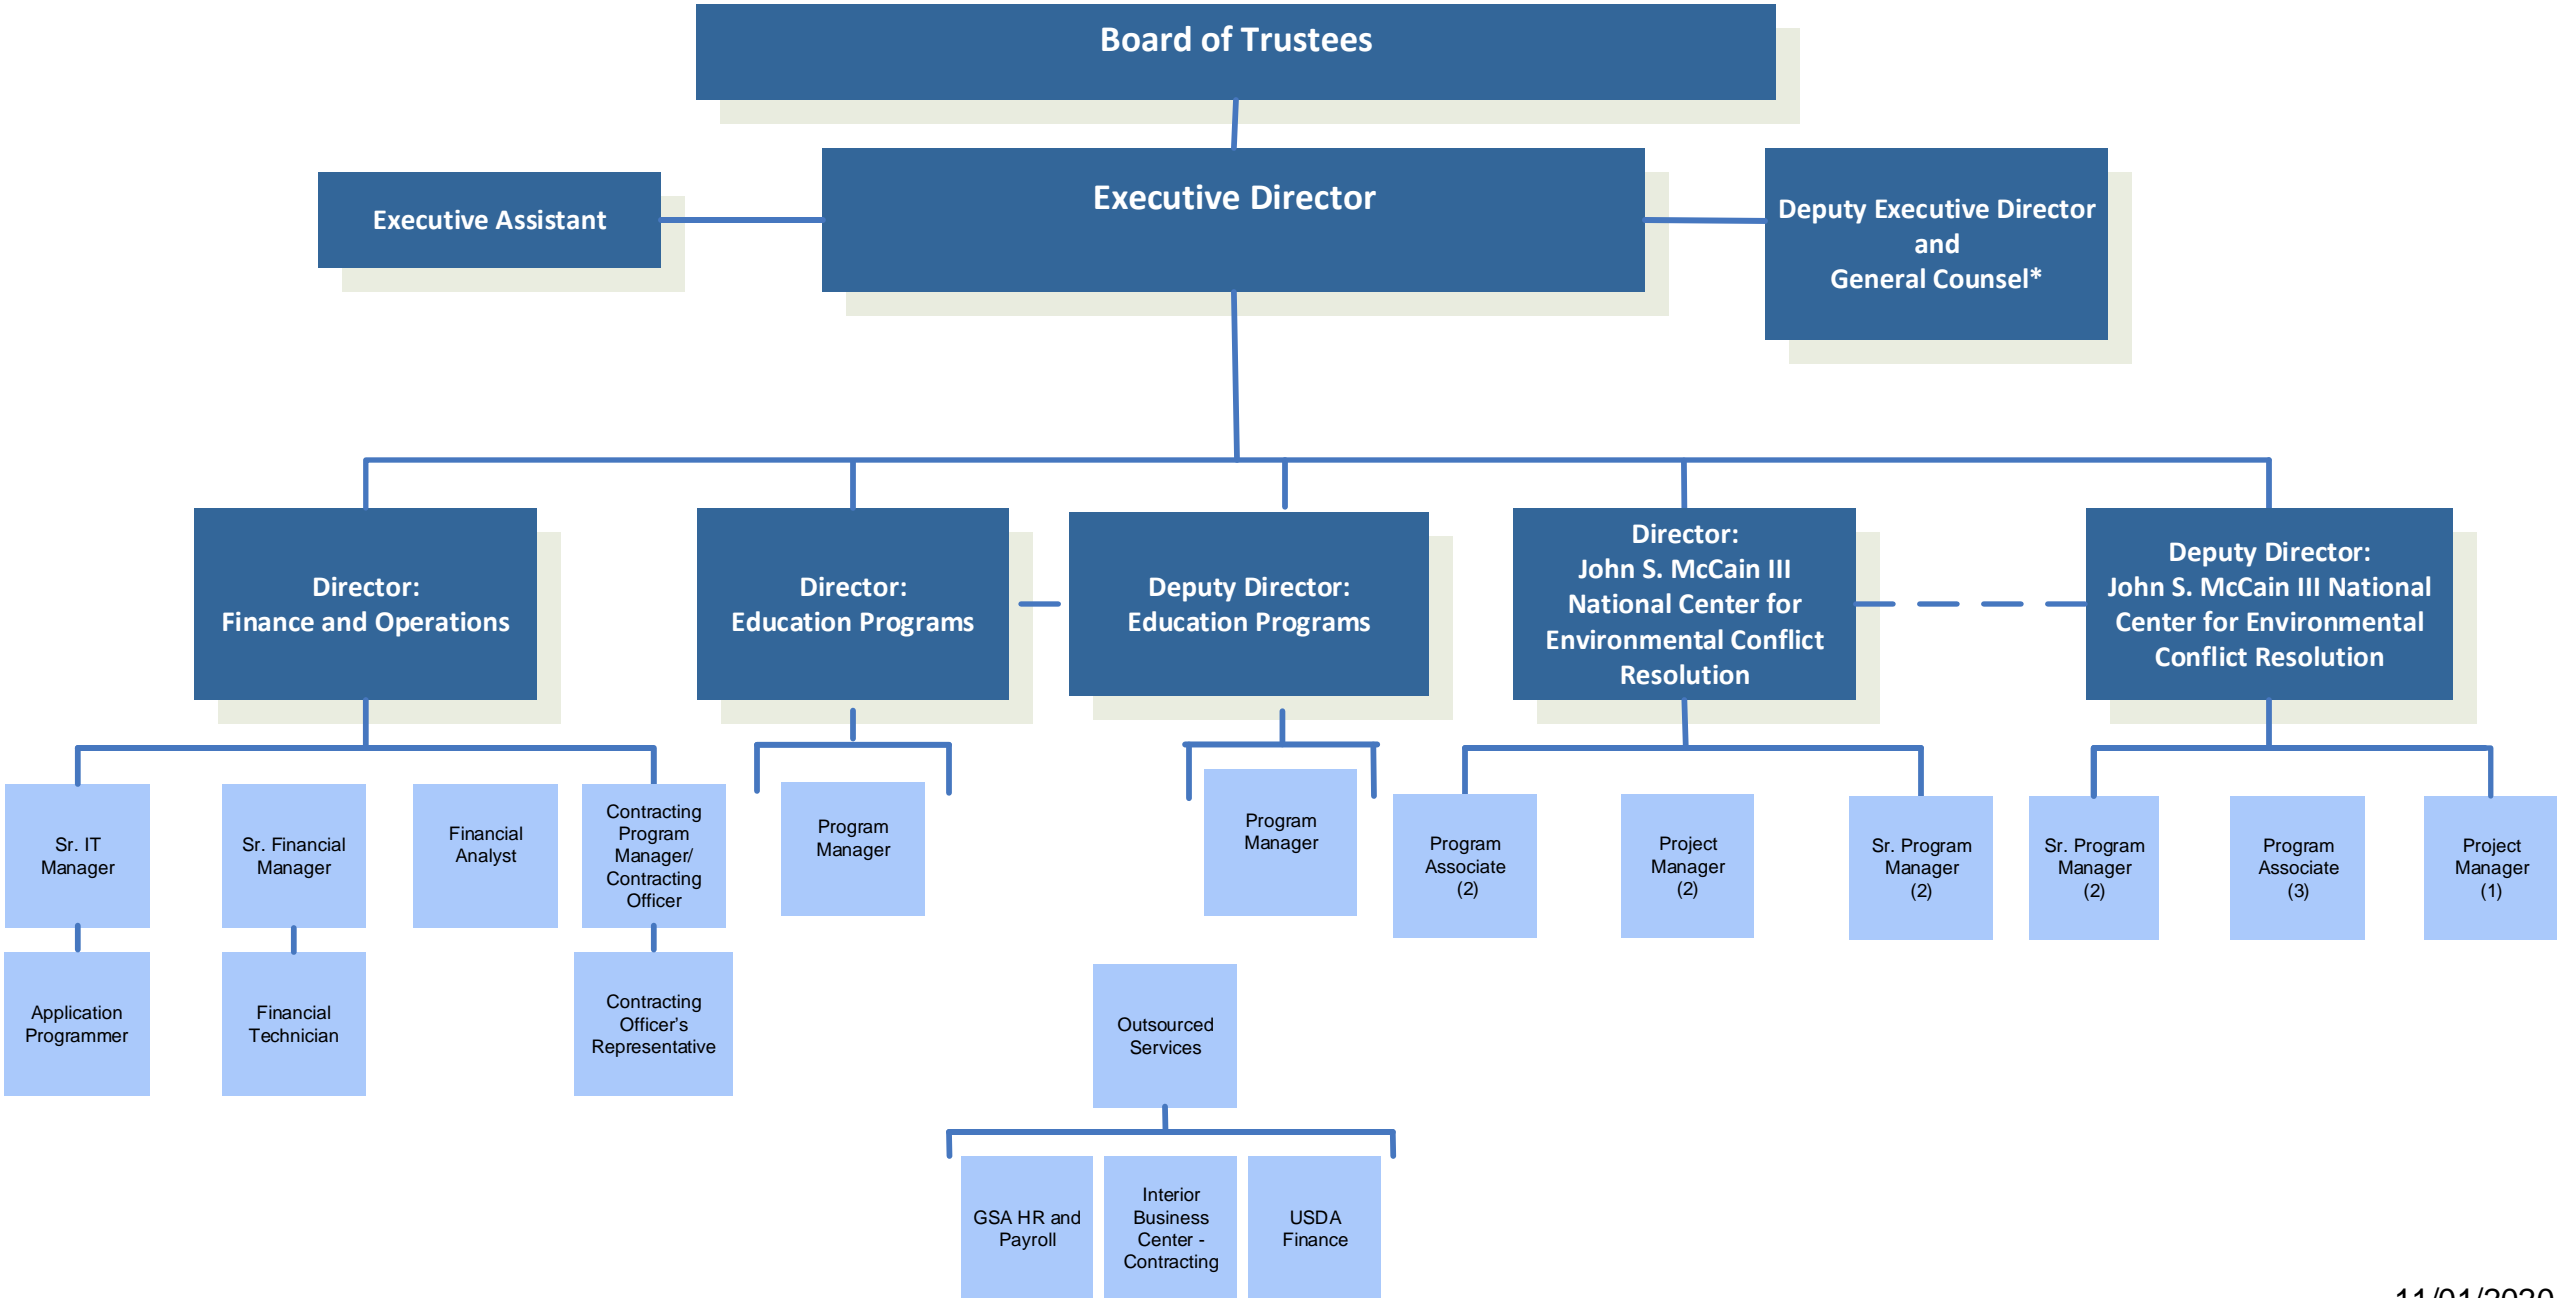 Board of Trustees
Executive Assistant
Executive Director
Deputy Executive Director
and
General Counsel*
Director:
Finance and Operations
Director:
Education Programs
Deputy Director:
Education Programs
Director:
John S. McCain III
National Center for
Environmental Conflict
Resolution
Deputy Director:
John S. McCain III National
Center for Environmental
Conflict Resolution
Sr. IT
Manager
Sr. Financial
Manager
Financial
Analyst
Contracting
Program
Manager/
Contracting
Officer
Program
Manager
Program
Manager
Program
Associate
(2)
Project
Manager
(2)
Sr. Program
Manager
(2)
Sr. Program
Manager
(2)
Program
Associate
(3)
Project
Manager
(1)
Application
Programmer
Financial
Technician
Contracting
Officer’s
Representative
Outsourced
Services
GSA HR and
Payroll
Interior
Business
Center -
Contracting
USDA
Finance
11/01/2020